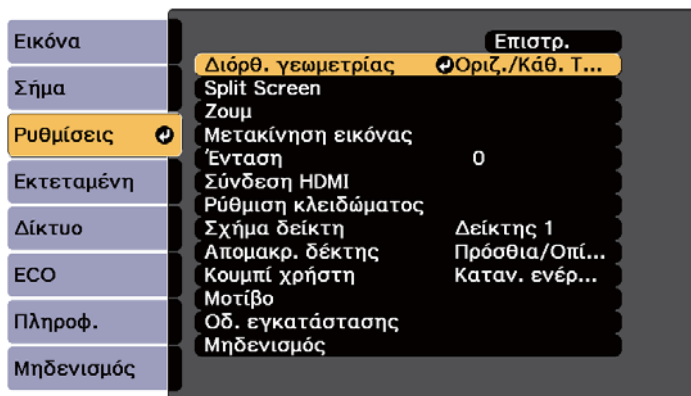 Εικόνα
Σήμα
Ρυθμίσεις
Εκτεταμένη
Δίκτυο
ECO
Πληροφ.
Μηδενισμός
Επιστρ.
Διόρθ. γεωμετρίας Οριζ./Κάθ. Τ...
Split Screen
Ζουμ
Μετακίνηση εικόνας
Ένταση 0
Σύνδεση HDMI
Ρύθμιση κλειδώματος
Σχήμα δείκτη Δείκτης 1
Απομακρ. δέκτης Πρόσθια/Οπί...
Κουμπί χρήστη Καταν. ενέρ...
Μοτίβο
Οδ. εγκατάστασης
Μηδενισμός